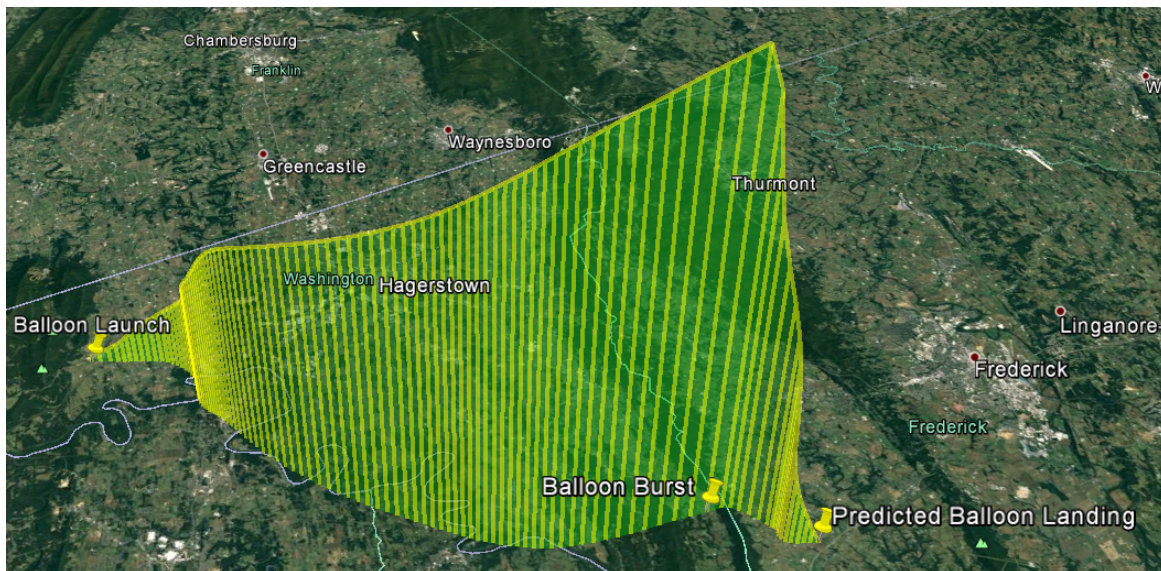 Chambersburg
Franklin
W
Waynesboro
Greencastle
Thurmont
Washington
Hagerstown
Balloon Launch
Linganore-
Frederick
Frederick
Balloon Burst
Predicted Balloon Landing